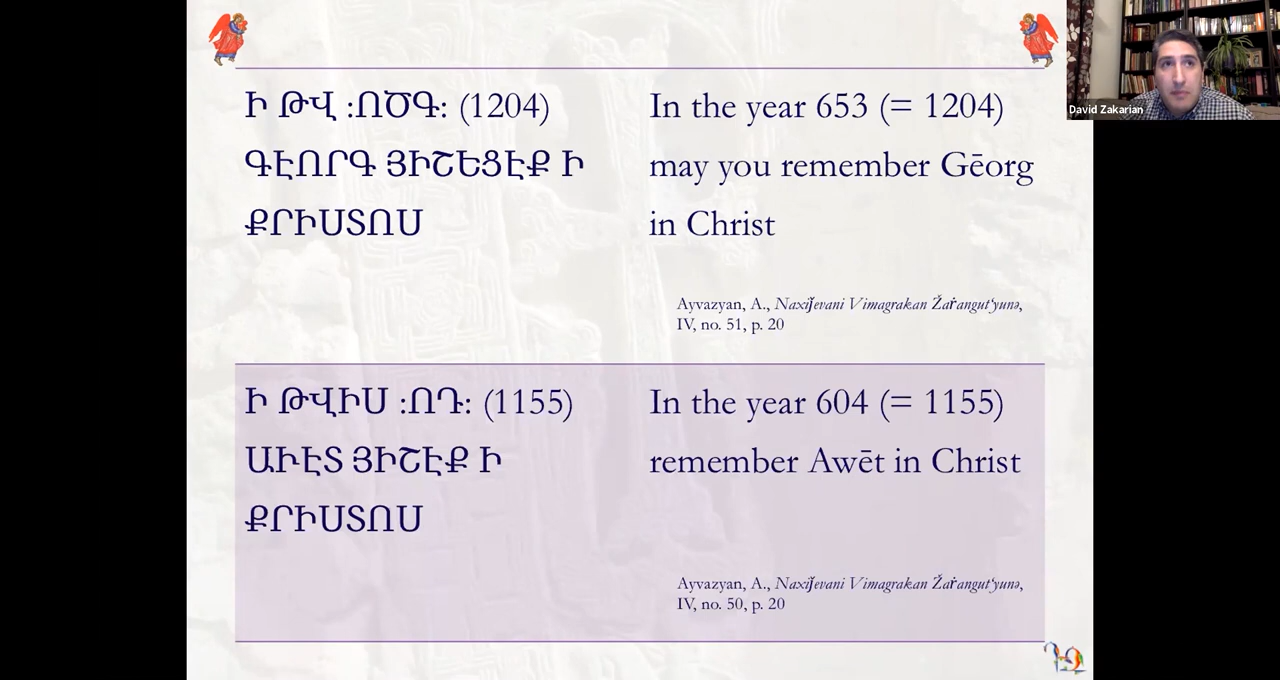 Ի ԹՎ :ՈԾԳ: (1204)
ԳԷՈՐԳ ՅԻՇԵՑԷՔ Ի
ՔՐԻՍՏՈՍ
In the year 653 (= 1204)
may you remember Gēorg
in Christ
Ayvazyan, A., Naxiǰevani Vimagrakan Žaṙangut‘yunə,
IV, no. 51, p. 20
Ի ԹՎԻՍ :ՈԴ: (1155)
ԱՒԷՏ ՅԻՇԷՔ Ի
ՔՐԻՍՏՈՍ
In the year 604 (= 1155)
remember Awēt in Christ
Ayvazyan, A., Naxiǰevani Vimagrakan Žaṙangut‘yunə,
IV, no. 50, p. 20
David Zakarian